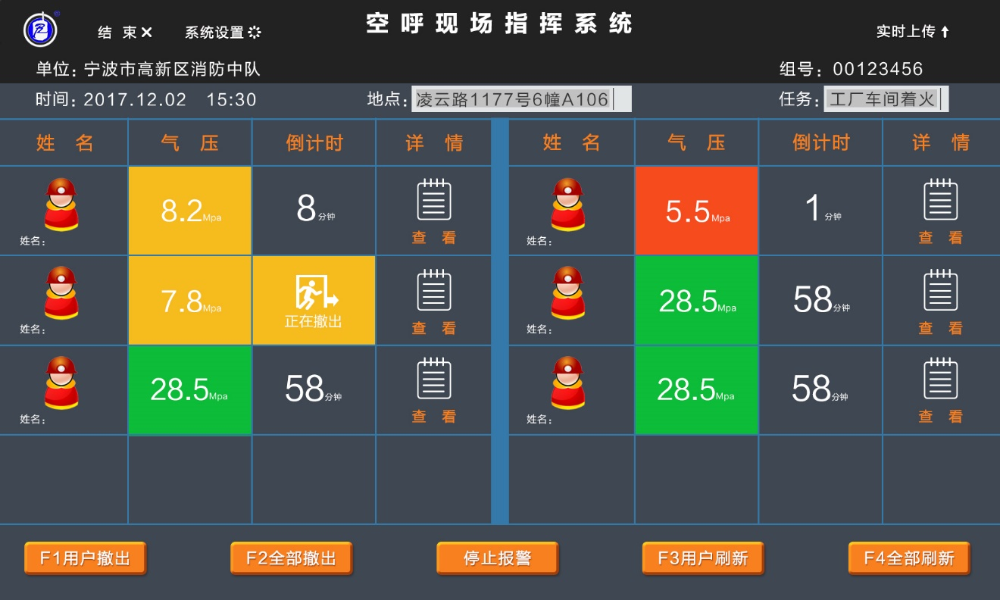 空呼现场指挥系统
结 束 系统设置 实时上传
单位: 宁波市高新区消防中队 组号: 00123456
时间: 2017.12.02 15:30 地点: 凌云路1177号6幢A106 任务: 工厂车间着火
姓 名 气 压 倒计时 详 情 姓 名 气 压 倒计时 详 情
8.2Mpa 8分钟 5.5Mpa 1分钟
姓名: 查 看 姓名: 查 看
7.8Mpa 28.5Mpa 58分钟
正在撤出
姓名: 查 看 姓名: 查 看
28.5Mpa 58分钟 28.5Mpa 58分钟
姓名: 查 看 姓名: 查 看
F1用户撤出 F2全部撤出 停止报警 F3用户刷新 F4全部刷新